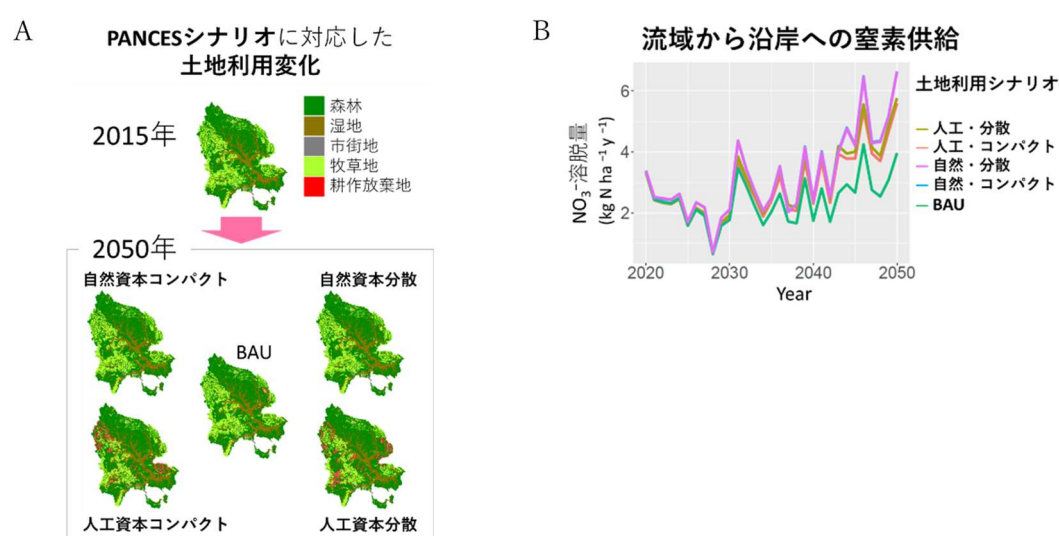 A
PANCESシナリオに対応した
土地利用変化
2015年
森林
湿地
市街地
牧草地
耕作放棄地
2050年
自然資本コンパクト
自然資本分散
BAU
人工資本コンパクト
人工資本分散
B
流域から沿岸への窒素供給
土地利用シナリオ
人工・分散
人工・コンパクト
自然・分散
自然・コンパクト
BAU
NO₃-溶脱量
(kg N ha⁻¹ y⁻¹)
6
4
2
2020
2030
2040
2050
Year